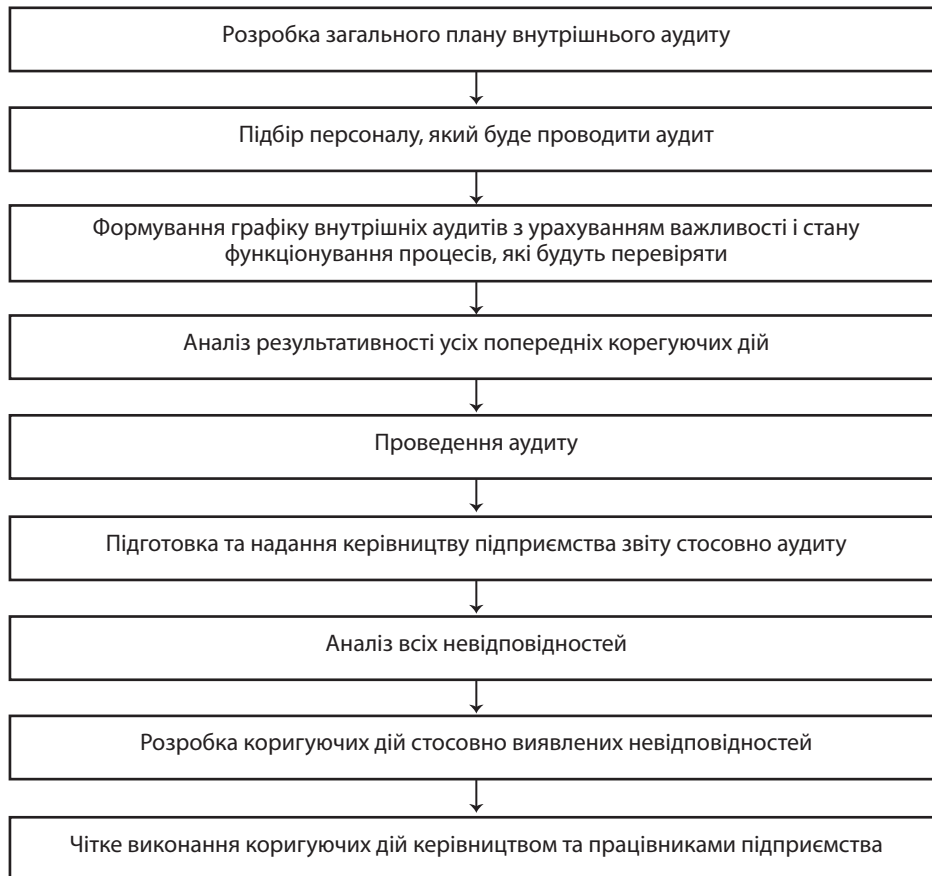 Розробка загального плану внутрішнього аудиту
Підбір персоналу, який буде проводити аудит
Формування графіку внутрішніх аудитів з урахуванням важливості і стану
функціонування процесів, які будуть перевіряти
Аналіз результативності усіх попередніх корегуючих дій
Проведення аудиту
Підготовка та надання керівництву підприємства звіту стосовно аудиту
Аналіз всіх невідповідностей
Розробка коригуючих дій стосовно виявлених невідповідностей
Чітке виконання коригуючих дій керівництвом та працівниками підприємства